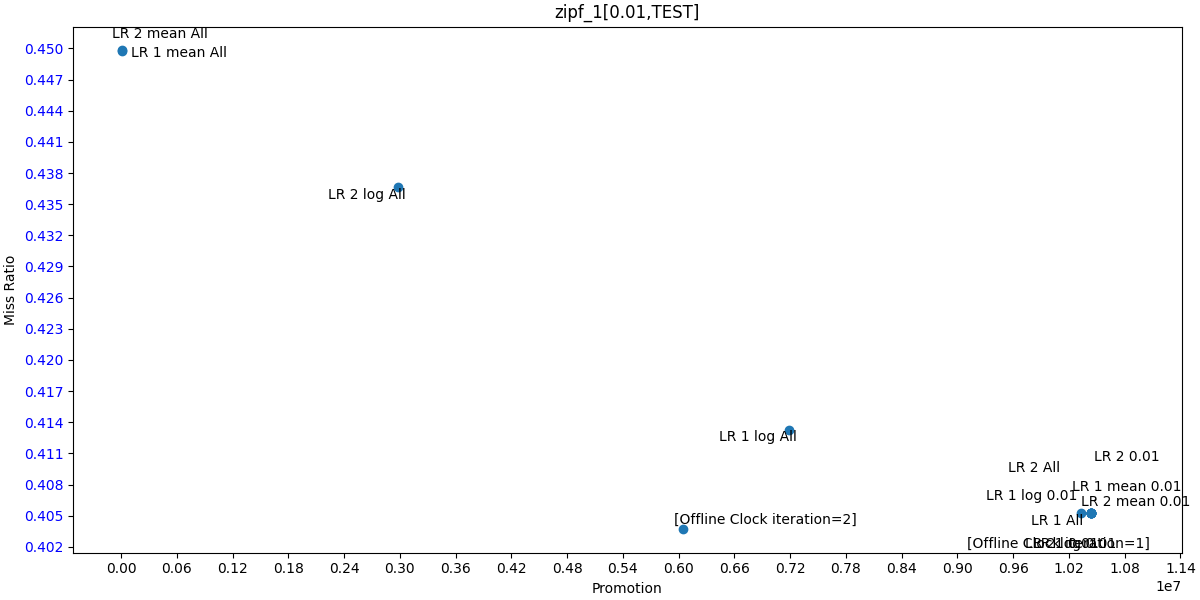 zipf_1[0.01,TEST]
LR 2 mean All
LR 1 mean All
LR 2 log All
LR 1 log All
LR 2 0.01
LR 2 All
LR 1 mean 0.01
LR 1 log 0.01
LR 2 mean 0.01
[Offline Clock iteration=2]
LR 1 All
[Offline Clock iteration=1]
Miss Ratio
0.450
0.447
0.444
0.441
0.438
0.435
0.432
0.429
0.426
0.423
0.420
0.417
0.414
0.411
0.408
0.405
0.402
0.00 0.06 0.12 0.18 0.24 0.30 0.36 0.42 0.48 0.54 0.60 0.66 0.72 0.78 0.84 0.90 0.96 1.02 1.08 1.14
1e7
Promotion